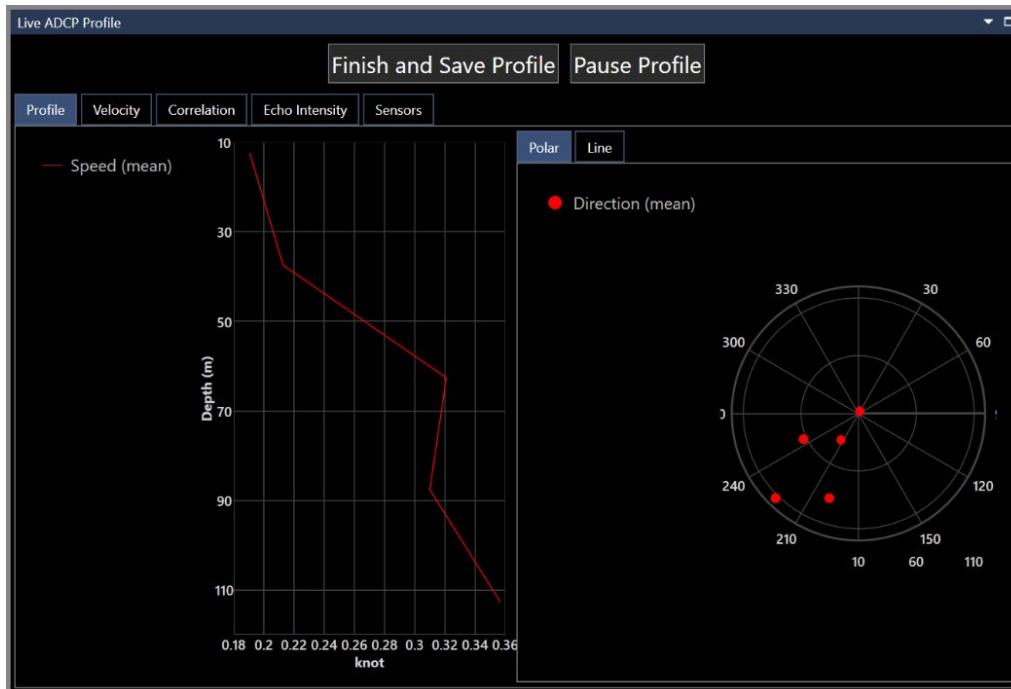 Live ADCP Profile
Finish and Save Profile Pause Profile
Profile Velocity Correlation Echo Intensity Sensors
Speed (mean)
10
30
50
70
90
110
Depth (m)
0.18 0.2 0.22 0.24 0.26 0.28 0.3 0.32 0.34 0.36
knot
Polar Line
Direction (mean)
330 30
300 60
240 120
210 150
10 60 110